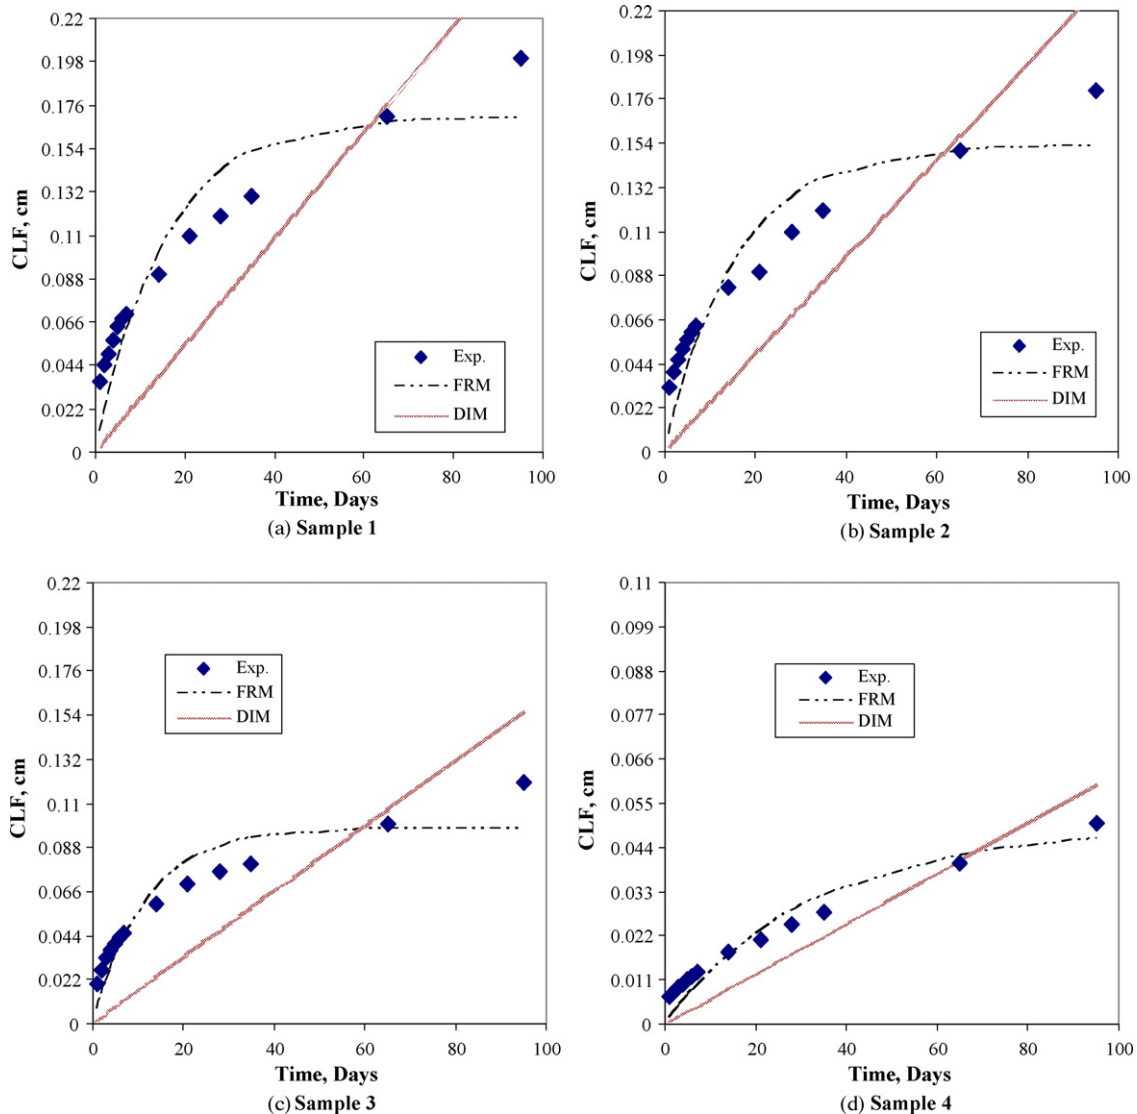 0.22
0.198
0.176
0.154
0.132
0.11
0.088
0.066
0.044
0.022
0
CLF, cm
Exp.
FRM
DIM
0 20 40 60 80 100
Time, Days
(a) Sample 1
0.22
0.198
0.176
0.154
0.132
0.11
0.088
0.066
0.044
0.022
0
CLF, cm
Exp.
FRM
DIM
0 20 40 60 80 100
Time, Days
(b) Sample 2
0.22
0.198
0.176
0.154
0.132
0.11
0.088
0.066
0.044
0.022
0
CLF, cm
Exp.
FRM
DIM
0 20 40 60 80 100
Time, Days
(c) Sample 3
0.11
0.099
0.088
0.077
0.066
0.055
0.044
0.033
0.022
0.011
0
CLF, cm
Exp.
FRM
DIM
0 20 40 60 80 100
Time, Days
(d) Sample 4